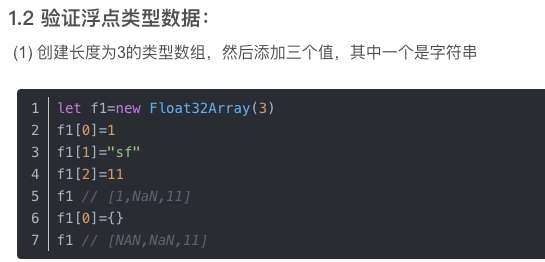 1.2 验证浮点类型数据：
(1) 创建长度为3的类型数组，然后添加三个值，其中一个是字符串
1 let f1=new Float32Array(3)
2 f1[0]=1
3 f1[1]="sf"
4 f1[2]=11
5 f1 // [1,NaN,11]
6 f1[0]={}
7 f1 // [NAN,NaN,11]